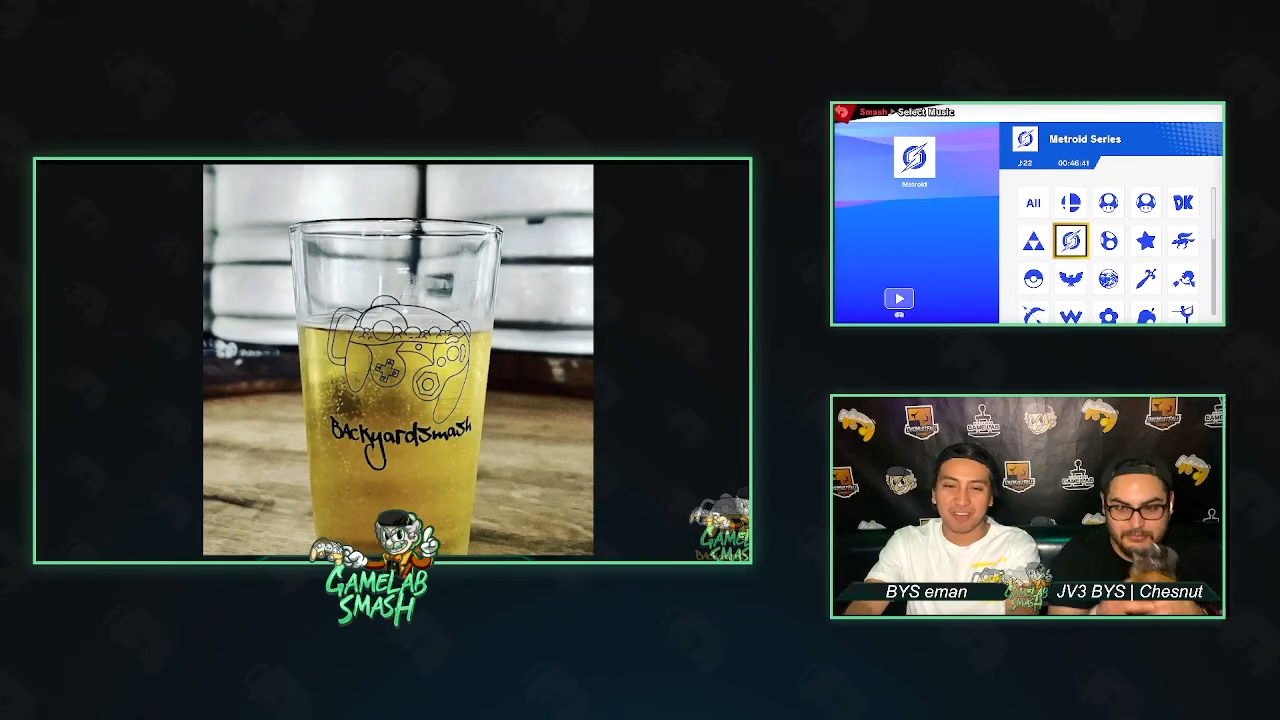 BAckyardSmash
GAMELAB
SMASH
Smash > Select Music
Metroid
Metroid Series
♪22 00:46:41
All
DK
BYS eman
JV3 BYS | Chesnut